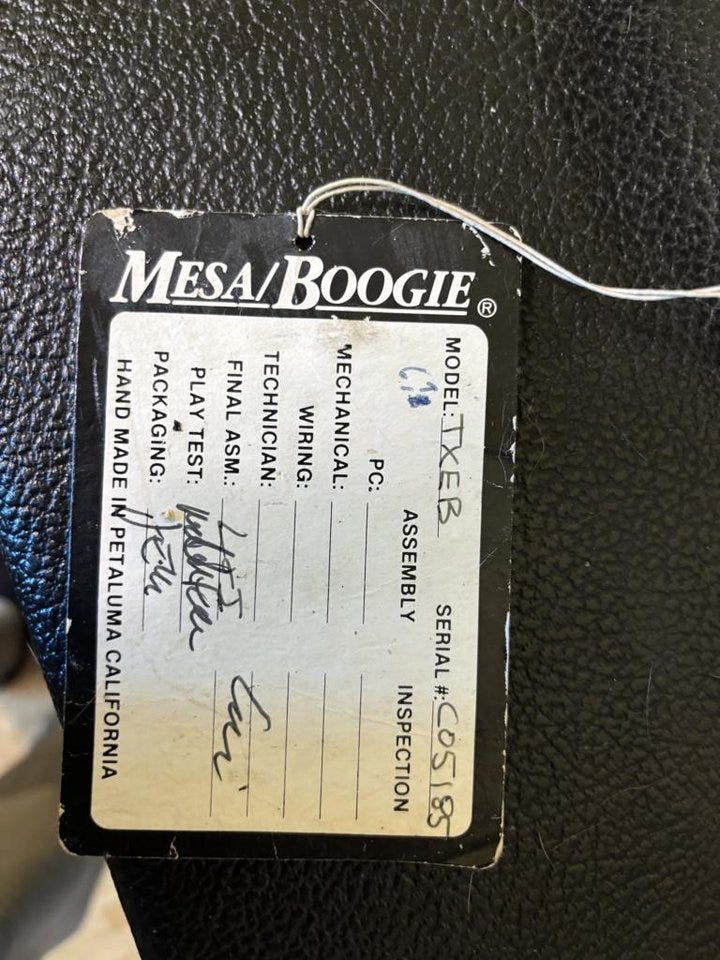 MESA/BOOGIE®
MODEL: TXEB SERIAL #: C05185
ASSEMBLY INSPECTION
PC:
MECHANICAL:
WIRING:
TECHNICIAN:
FINAL ASM.:
PLAY TEST:
PACKAGING:
HAND MADE IN PETALUMA CALIFORNIA